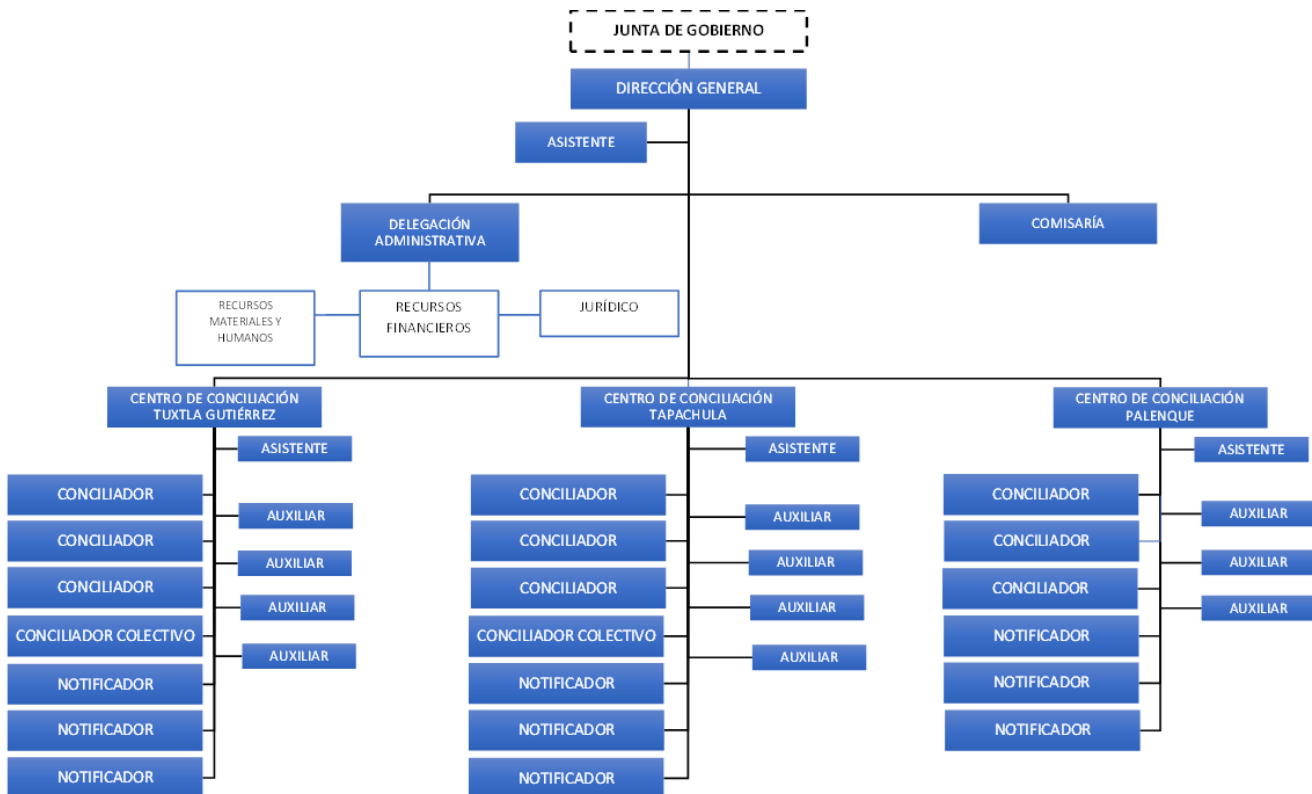 JUNTA DE GOBIERNO
DIRECCIÓN GENERAL
ASISTENTE
DELEGACIÓN
ADMINISTRATIVA
COMISARÍA
RECURSOS
MATERIALES Y
HUMANOS
RECURSOS
FINANCIEROS
JURÍDICO
CENTRO DE CONCILIACIÓN
TUXTLA GUTIÉRREZ
ASISTENTE
CONCILIADOR
AUXILIAR
CONCILIADOR
AUXILIAR
CONCILIADOR
AUXILIAR
CONCILIADOR COLECTIVO
AUXILIAR
NOTIFICADOR
NOTIFICADOR
NOTIFICADOR
CENTRO DE CONCILIACIÓN
TAPACHULA
ASISTENTE
CONCILIADOR
AUXILIAR
CONCILIADOR
AUXILIAR
CONCILIADOR
AUXILIAR
CONCILIADOR COLECTIVO
AUXILIAR
NOTIFICADOR
NOTIFICADOR
NOTIFICADOR
CENTRO DE CONCILIACIÓN
PALENQUE
ASISTENTE
CONCILIADOR
AUXILIAR
CONCILIADOR
AUXILIAR
CONCILIADOR
AUXILIAR
NOTIFICADOR
NOTIFICADOR
NOTIFICADOR